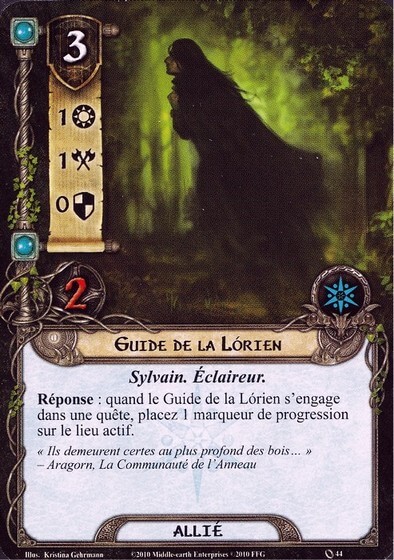 3
1
1
0
2
Guide de la Lórien
Sylvain. Éclaireur.
Réponse : quand le Guide de la Lórien s'engage
dans une quête, placez 1 marqueur de progression
sur le lieu actif.
« Ils demeurent certes au plus profond des bois… »
– Aragorn, La Communauté de l'Anneau
Allié
Illus. Kristina Gehrmann ©2010 Middle-earth Enterprises ©2010 FFG 44